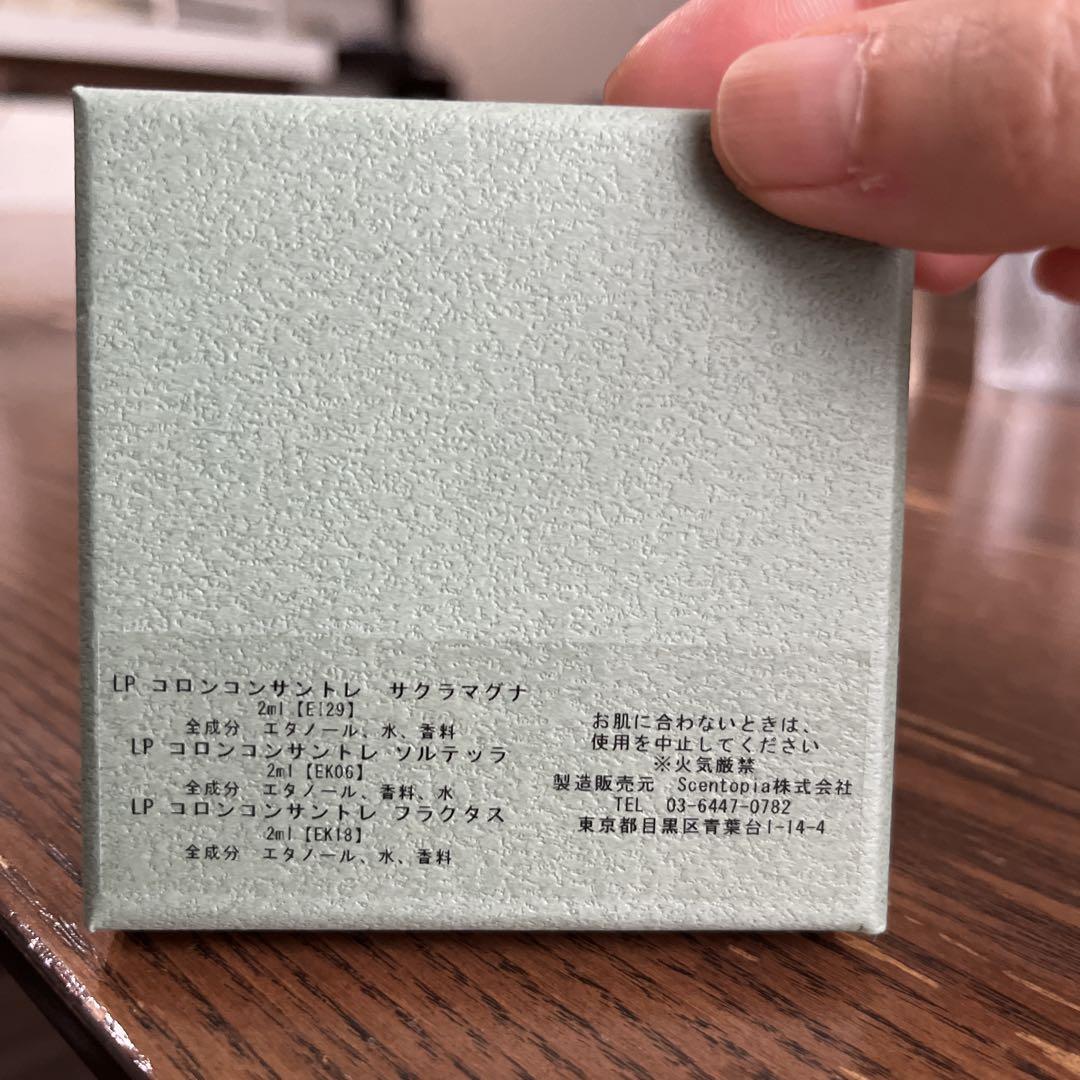 LP コロンコンサントレ サクラマグナ
2ml【EI29】
全成分 エタノール、水、香料
LP コロンコンサントレ ソルテッラ
2ml【EK06】
全成分 エタノール、香料、水
LP コロンコンサントレ フラクタス
2ml【EK18】
全成分 エタノール、水、香料
お肌に合わないときは、
使用を中止してください
※火気厳禁
製造販売元 Scentopia株式会社
TEL 03-6447-0782
東京都目黒区青葉台1-14-4